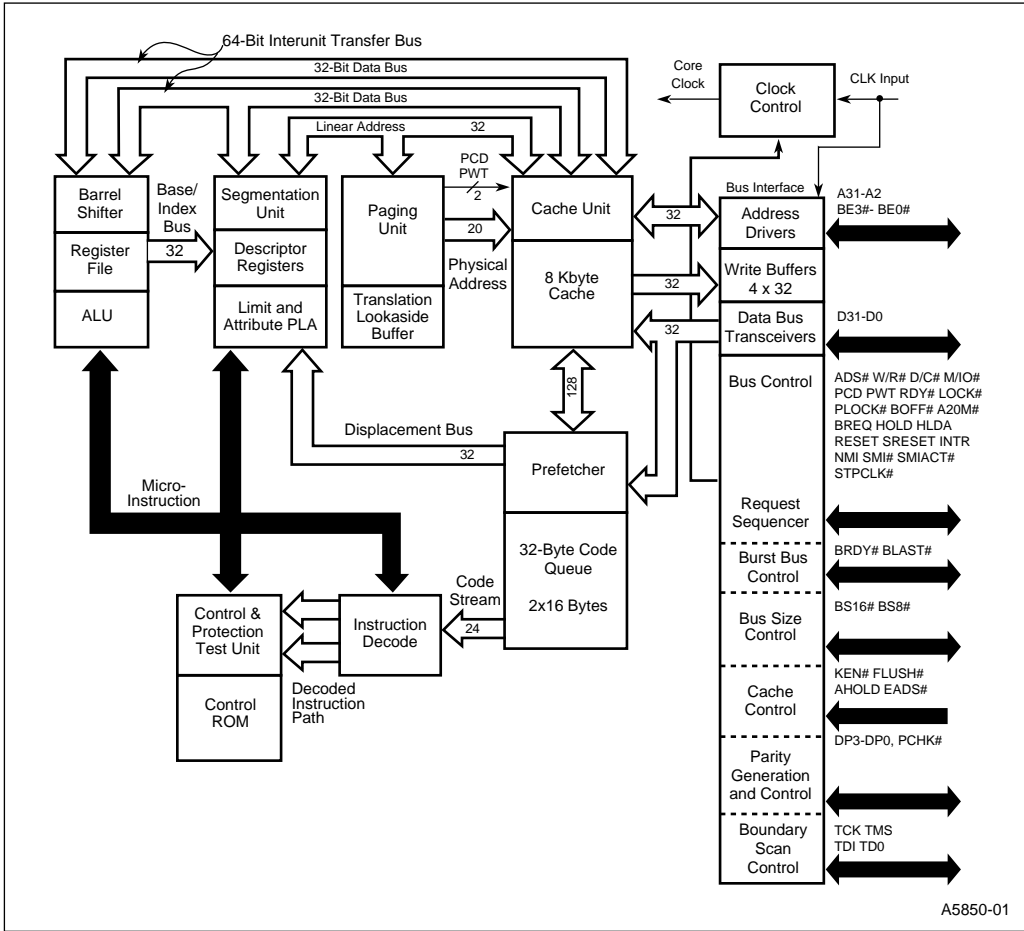 64-Bit Interunit Transfer Bus
32-Bit Data Bus
32-Bit Data Bus
Linear Address
32
Core
Clock
Clock
Control
CLK Input
PCD
PWT
2
Barrel
Shifter
Register
File
ALU
Base/
Index
Bus
32
Segmentation
Unit
Descriptor
Registers
Limit and
Attribute PLA
Paging
Unit
Translation
Lookaside
Buffer
20
Physical
Address
Cache Unit
8 Kbyte
Cache
32
32
32
128
Bus Interface
Address
Drivers
Write Buffers
4 x 32
Data Bus
Transceivers
Bus Control
Request
Sequencer
Burst Bus
Control
Bus Size
Control
Cache
Control
Parity
Generation
and Control
Boundary
Scan
Control
A31-A2
BE3#- BE0#
D31-D0
ADS# W/R# D/C# M/IO#
PCD PWT RDY# LOCK#
PLOCK# BOFF# A20M#
BREQ HOLD HLDA
RESET SRESET INTR
NMI SMI# SMIACT#
STPCLK#
BRDY# BLAST#
BS16# BS8#
KEN# FLUSH#
AHOLD EADS#
DP3-DP0, PCHK#
TCK TMS
TDI TD0
Displacement Bus
32
Prefetcher
32-Byte Code
Queue
2x16 Bytes
Micro-
Instruction
Code
Stream
24
Instruction
Decode
Control &
Protection
Test Unit
Control
ROM
Decoded
Instruction
Path
A5850-01